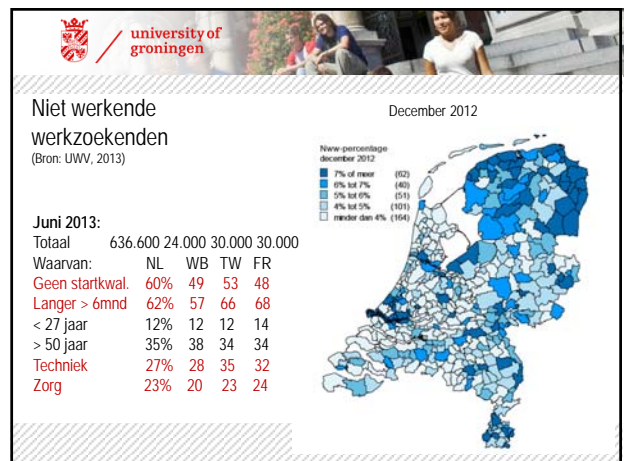 university of
groningen
Niet werkende
werkzoekenden
(Bron: UWV, 2013)
December 2012
Nww-percentage
december 2012
7% of meer (62)
6% tot 7% (40)
5% tot 6% (51)
4% tot 5% (101)
minder dan 4% (164)
Juni 2013:
Totaal 636.600 24.000 30.000 30.000
Waarvan: NL WB TW FR
Geen startkwal. 60% 49 53 48
Langer > 6mnd 62% 57 66 68
< 27 jaar 12% 12 12 14
> 50 jaar 35% 38 34 34
Techniek 27% 28 35 32
Zorg 23% 20 23 24